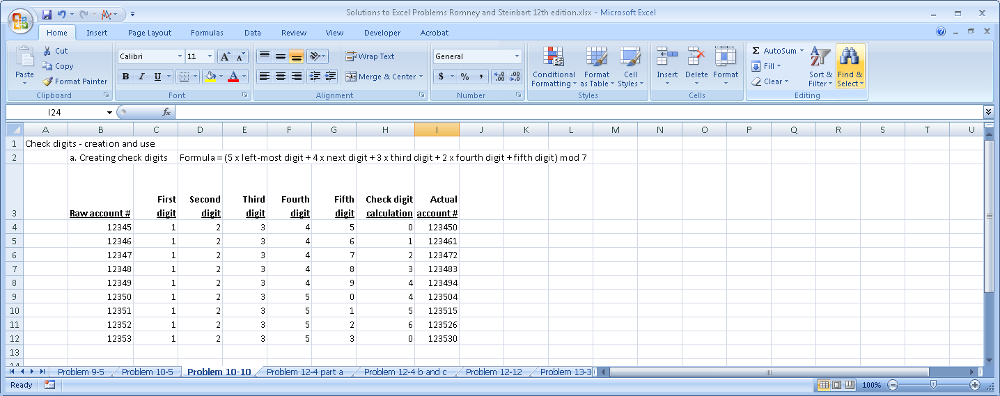 Solutions to Excel Problems Romney and Steinbart 12th edition.xlsx - Microsoft Excel
Home Insert Page Layout Formulas Data Review View Developer Acrobat
Paste Cut Copy Format Painter Clipboard
Calibri 11 A A B I U A Font
Wrap Text Merge & Center Alignment
General $ % , .00 Number
Conditional Formatting Format as Table Cell Styles Styles
Insert Delete Format Cells
Σ AutoSum Fill Clear Sort & Filter Find & Select Editing
I24 fx
A B C D E F G H I J K L M N O P Q R S T U
1 Check digits - creation and use
2 a. Creating check digits Formula = (5 x left-most digit + 4 x next digit + 3 x third digit + 2 x fourth digit + fifth digit) mod 7
First Second Third Fourth Fifth Check digit Actual
3 Raw account # digit digit digit digit digit calculation account #
4 12345 1 2 3 4 5 0 123450
5 12346 1 2 3 4 6 1 123461
6 12347 1 2 3 4 7 2 123472
7 12348 1 2 3 4 8 3 123483
8 12349 1 2 3 4 9 4 123494
9 12350 1 2 3 5 0 4 123504
10 12351 1 2 3 5 1 5 123515
11 12352 1 2 3 5 2 6 123526
12 12353 1 2 3 5 3 0 123530
13
14
Problem 9-5 Problem 10-5 Problem 10-10 Problem 12-4 part a Problem 12-4 b and c Problem 12-12 Problem 13-3
Ready 100%